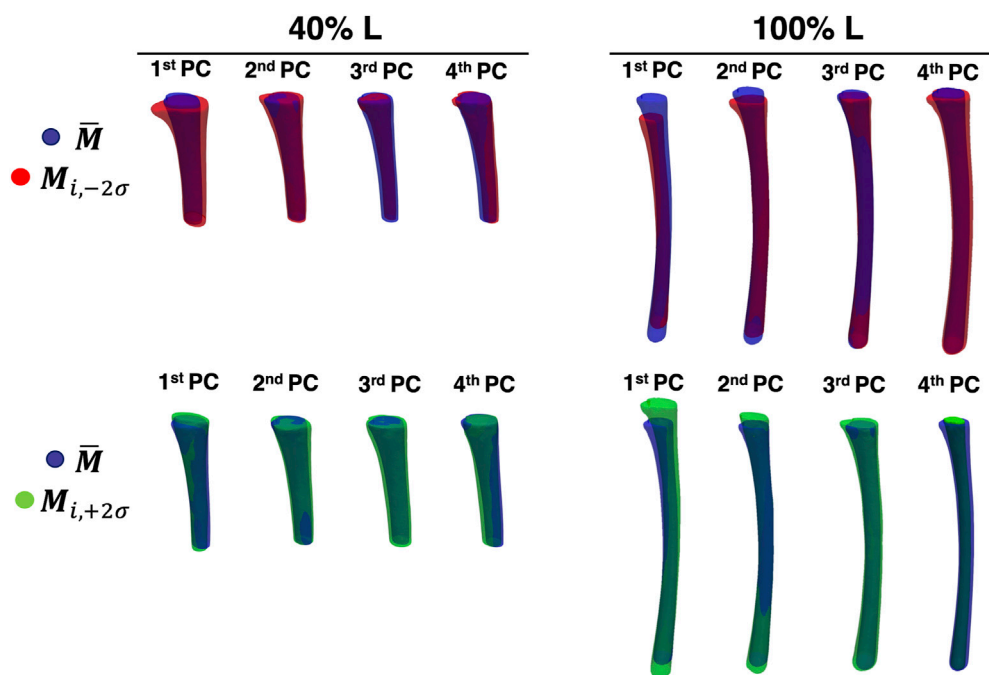 40% L 100% L
1st PC 2nd PC 3rd PC 4th PC 1st PC 2nd PC 3rd PC 4th PC
M̅
Mi,−2σ
1st PC 2nd PC 3rd PC 4th PC 1st PC 2nd PC 3rd PC 4th PC
M̅
Mi,+2σ